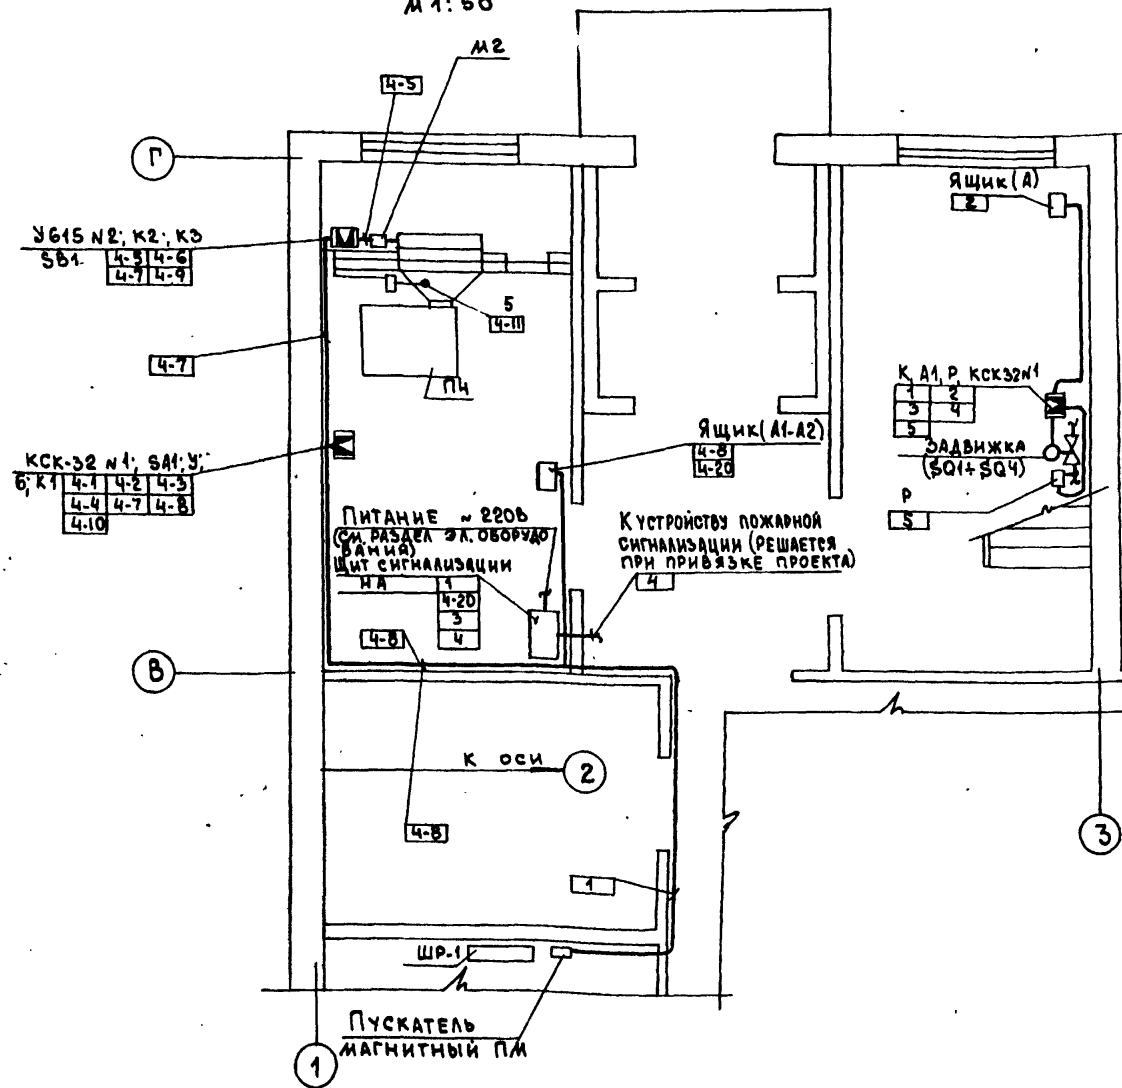 М 1:50
М2
4-5
Г
Ящик (А)
2
У615 N2; К2; К3
SВ1
4-5 4-6
4-7 4-9
5
4-11
4-7
П4
К, А1, Р, КСК32N1
1 2
3 4
5
ЗАДВИЖКА
(SQ1÷SQ4)
Р
5
Ящик (А1-А2)
4-8
4-20
КСК-32 N1; SА1; У;
Б; К1 4-1 4-2 4-3
4-4 4-7 4-8
4-10
ПИТАНИЕ ~ 220В
(СМ. РАЗДЕЛ ЭЛ. ОБОРУДО
ВАНИЯ)
ЩИТ СИГНАЛИЗАЦИИ
НА 1
4-20
3
4
К УСТРОЙСТВУ ПОЖАРНОЙ
СИГНАЛИЗАЦИИ (РЕШАЕТСЯ
ПРИ ПРИВЯЗКЕ ПРОЕКТА)
4
4-8
В
К ОСИ 2
4-8
3
1
ШР-1
ПУСКАТЕЛЬ
МАГНИТНЫЙ ПМ
1